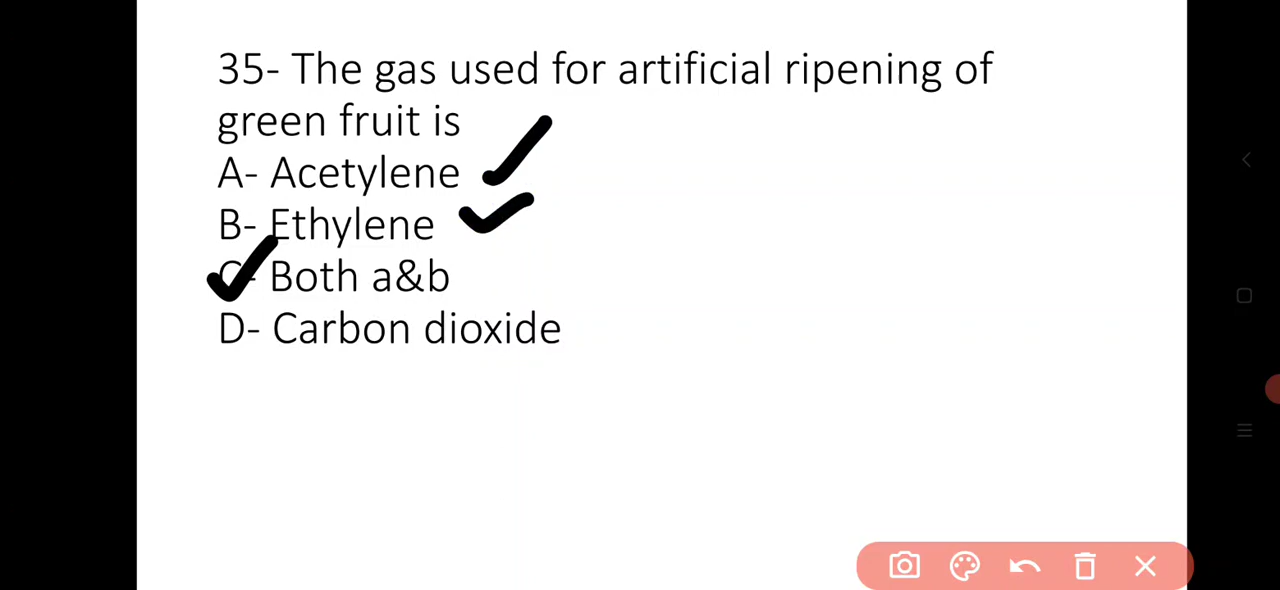 35- The gas used for artificial ripening of
green fruit is
A- Acetylene
B- Ethylene
C- Both a&b
D- Carbon dioxide